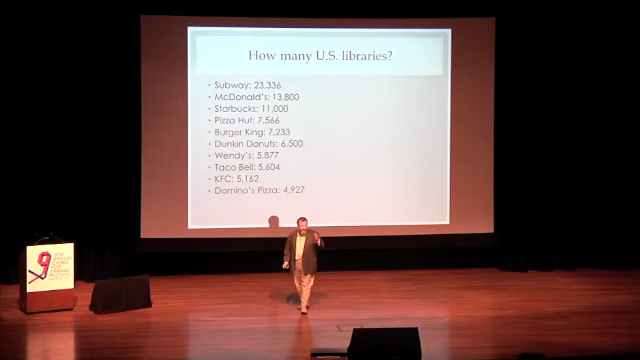 How many U.S. libraries?
• Subway: 23,336
• McDonald's: 13,800
• Starbucks: 11,000
• Pizza Hut: 7,566
• Burger King: 7,233
• Dunkin Donuts: 6,500
• Wendy's: 5,877
• Taco Bell: 5,604
• KFC: 5,162
• Domino's Pizza: 4,927
9